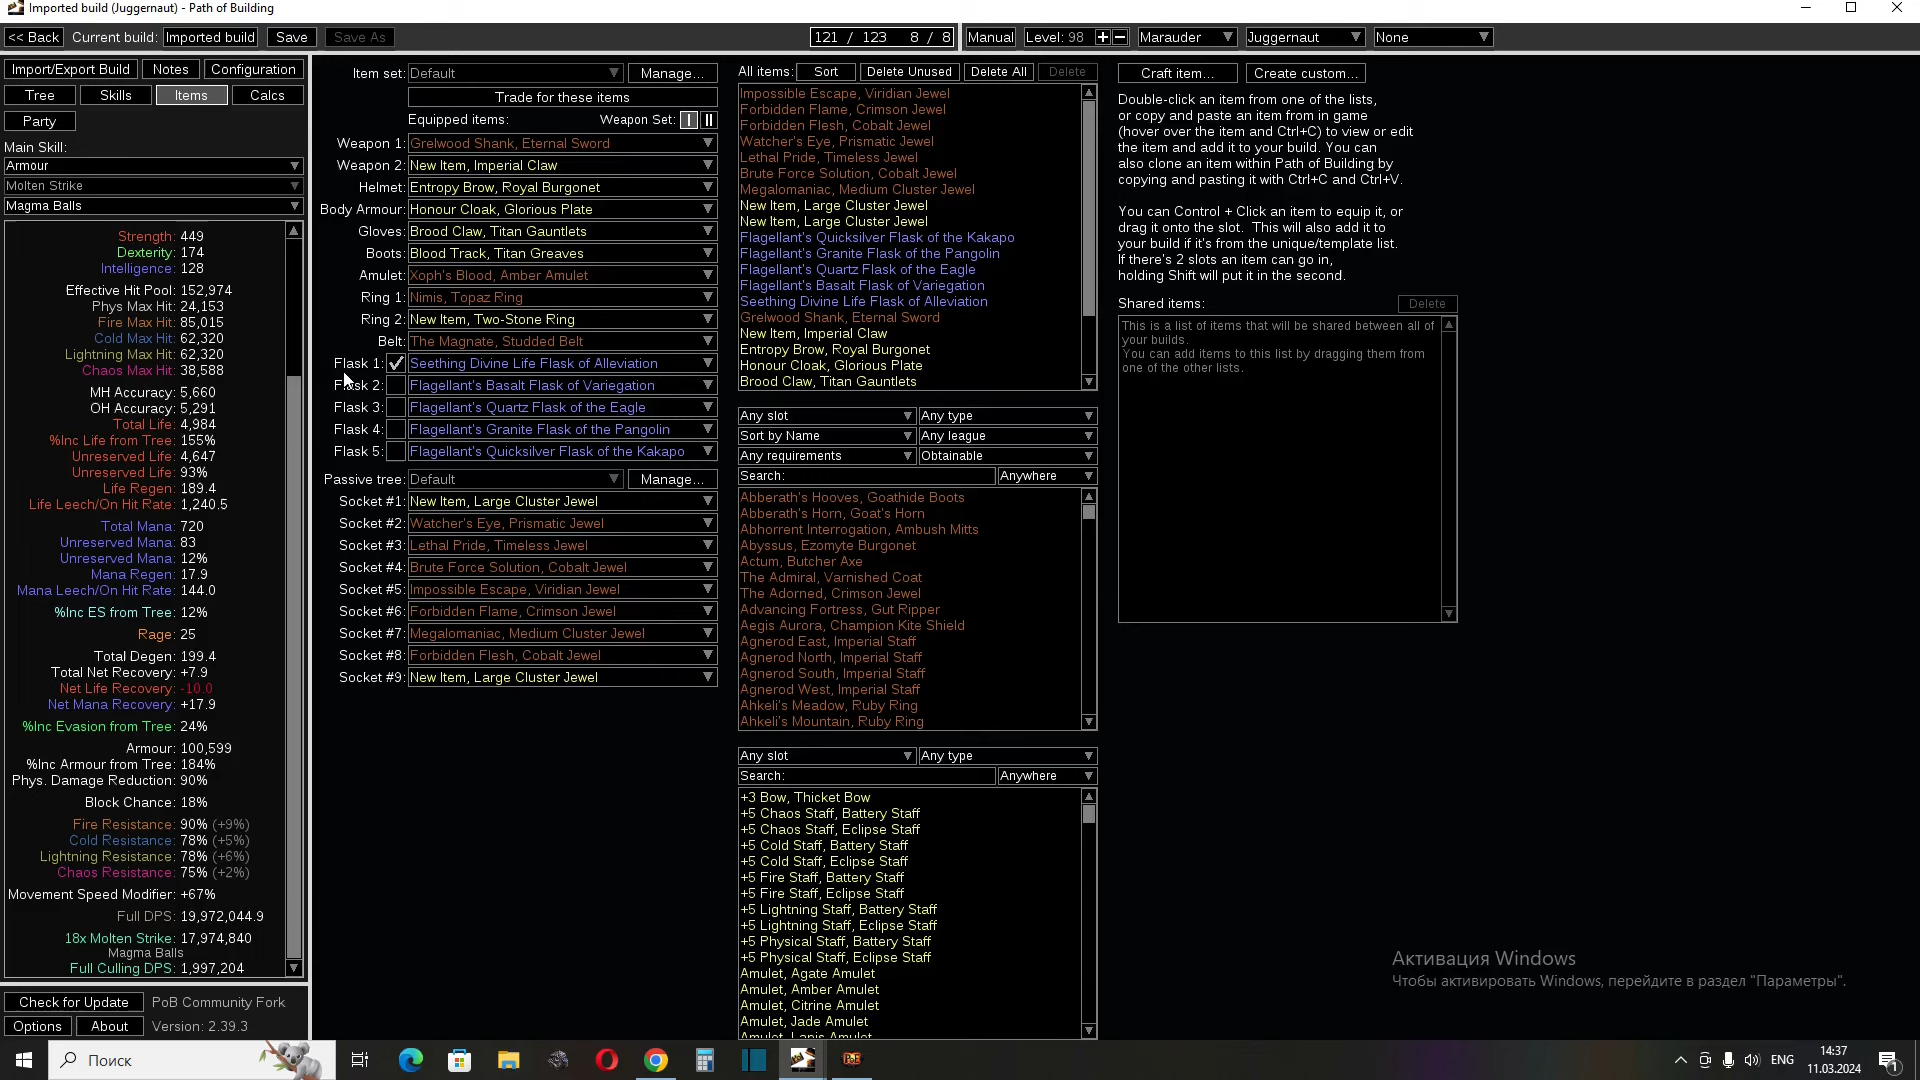 Imported build (Juggernaut) - Path of Building
<< Back
Current build:
Imported build
Save
Save As
121 / 123 8 / 8
Manual
Level: 98
Marauder
Juggernaut
None
Import/Export Build
Notes
Configuration
Tree
Skills
Items
Calcs
Party
Main Skill:
Armour
Molten Strike
Magma Balls
Strength: 449
Dexterity: 174
Intelligence: 128
Effective Hit Pool: 152,974
Phys Max Hit: 24,153
Fire Max Hit: 85,015
Cold Max Hit: 62,320
Lightning Max Hit: 62,320
Chaos Max Hit: 38,588
MH Accuracy: 5,660
OH Accuracy: 5,291
Total Life: 4,984
%Inc Life from Tree: 155%
Unreserved Life: 4,647
Unreserved Life: 93%
Life Regen: 189.4
Life Leech/On Hit Rate: 1,240.5
Total Mana: 720
Unreserved Mana: 83
Unreserved Mana: 12%
Mana Regen: 17.9
Mana Leech/On Hit Rate: 144.0
%Inc ES from Tree: 12%
Rage: 25
Total Degen: 199.4
Total Net Recovery: +7.9
Net Life Recovery: -10.0
Net Mana Recovery: +17.9
%Inc Evasion from Tree: 24%
Armour: 100,599
%Inc Armour from Tree: 184%
Phys. Damage Reduction: 90%
Block Chance: 18%
Fire Resistance: 90% (+9%)
Cold Resistance: 78% (+5%)
Lightning Resistance: 78% (+6%)
Chaos Resistance: 75% (+2%)
Movement Speed Modifier: +67%
Full DPS: 19,972,044.9
18x Molten Strike: 17,974,840
Magma Balls
Full Culling DPS: 1,997,204
Check for Update
PoB Community Fork
Options
About
Version: 2.39.3
Item set: Default
Manage...
Trade for these items
Equipped items:
Weapon Set: I II
Weapon 1: Grelwood Shank, Eternal Sword
Weapon 2: New Item, Imperial Claw
Helmet: Entropy Brow, Royal Burgonet
Body Armour: Honour Cloak, Glorious Plate
Gloves: Brood Claw, Titan Gauntlets
Boots: Blood Track, Titan Greaves
Amulet: Xoph's Blood, Amber Amulet
Ring 1: Nimis, Topaz Ring
Ring 2: New Item, Two-Stone Ring
Belt: The Magnate, Studded Belt
Flask 1: Seething Divine Life Flask of Alleviation
Flask 2: Flagellant's Basalt Flask of Variegation
Flask 3: Flagellant's Quartz Flask of the Eagle
Flask 4: Flagellant's Granite Flask of the Pangolin
Flask 5: Flagellant's Quicksilver Flask of the Kakapo
Passive tree: Default
Manage...
Socket #1: New Item, Large Cluster Jewel
Socket #2: Watcher's Eye, Prismatic Jewel
Socket #3: Lethal Pride, Timeless Jewel
Socket #4: Brute Force Solution, Cobalt Jewel
Socket #5: Impossible Escape, Viridian Jewel
Socket #6: Forbidden Flame, Crimson Jewel
Socket #7: Megalomaniac, Medium Cluster Jewel
Socket #8: Forbidden Flesh, Cobalt Jewel
Socket #9: New Item, Large Cluster Jewel
All items:
Sort
Delete Unused
Delete All
Delete
Impossible Escape, Viridian Jewel
Forbidden Flame, Crimson Jewel
Forbidden Flesh, Cobalt Jewel
Watcher's Eye, Prismatic Jewel
Lethal Pride, Timeless Jewel
Brute Force Solution, Cobalt Jewel
Megalomaniac, Medium Cluster Jewel
New Item, Large Cluster Jewel
New Item, Large Cluster Jewel
Flagellant's Quicksilver Flask of the Kakapo
Flagellant's Granite Flask of the Pangolin
Flagellant's Quartz Flask of the Eagle
Flagellant's Basalt Flask of Variegation
Seething Divine Life Flask of Alleviation
Grelwood Shank, Eternal Sword
New Item, Imperial Claw
Entropy Brow, Royal Burgonet
Honour Cloak, Glorious Plate
Brood Claw, Titan Gauntlets
Any slot
Any type
Sort by Name
Any league
Any requirements
Obtainable
Search:
Anywhere
Abberath's Hooves, Goathide Boots
Abberath's Horn, Goat's Horn
Abhorrent Interrogation, Ambush Mitts
Abyssus, Ezomyte Burgonet
Actum, Butcher Axe
The Admiral, Varnished Coat
The Adorned, Crimson Jewel
Advancing Fortress, Gut Ripper
Aegis Aurora, Champion Kite Shield
Agnerod East, Imperial Staff
Agnerod North, Imperial Staff
Agnerod South, Imperial Staff
Agnerod West, Imperial Staff
Ahkeli's Meadow, Ruby Ring
Ahkeli's Mountain, Ruby Ring
Any slot
Any type
Search:
Anywhere
+3 Bow, Thicket Bow
+5 Chaos Staff, Battery Staff
+5 Chaos Staff, Eclipse Staff
+5 Cold Staff, Battery Staff
+5 Cold Staff, Eclipse Staff
+5 Fire Staff, Battery Staff
+5 Fire Staff, Eclipse Staff
+5 Lightning Staff, Battery Staff
+5 Lightning Staff, Eclipse Staff
+5 Physical Staff, Battery Staff
+5 Physical Staff, Eclipse Staff
Amulet, Agate Amulet
Amulet, Amber Amulet
Amulet, Citrine Amulet
Amulet, Jade Amulet
Amulet, Lapis Amulet
Craft item...
Create custom...
Double-click an item from one of the lists,
or copy and paste an item from in game
(hover over the item and Ctrl+C) to view or edit
the item and add it to your build. You can
also clone an item within Path of Building by
copying and pasting it with Ctrl+C and Ctrl+V.
You can Control + Click an item to equip it, or
drag it onto the slot. This will also add it to
your build if it's from the unique/template list.
If there's 2 slots an item can go in,
holding Shift will put it in the second.
Shared items:
Delete
This is a list of items that will be shared between all of
your builds.
You can add items to this list by dragging them from
one of the other lists.
Активация Windows
Чтобы активировать Windows, перейдите в раздел "Параметры".
Поиск
ENG
14:37
11.03.2024
1